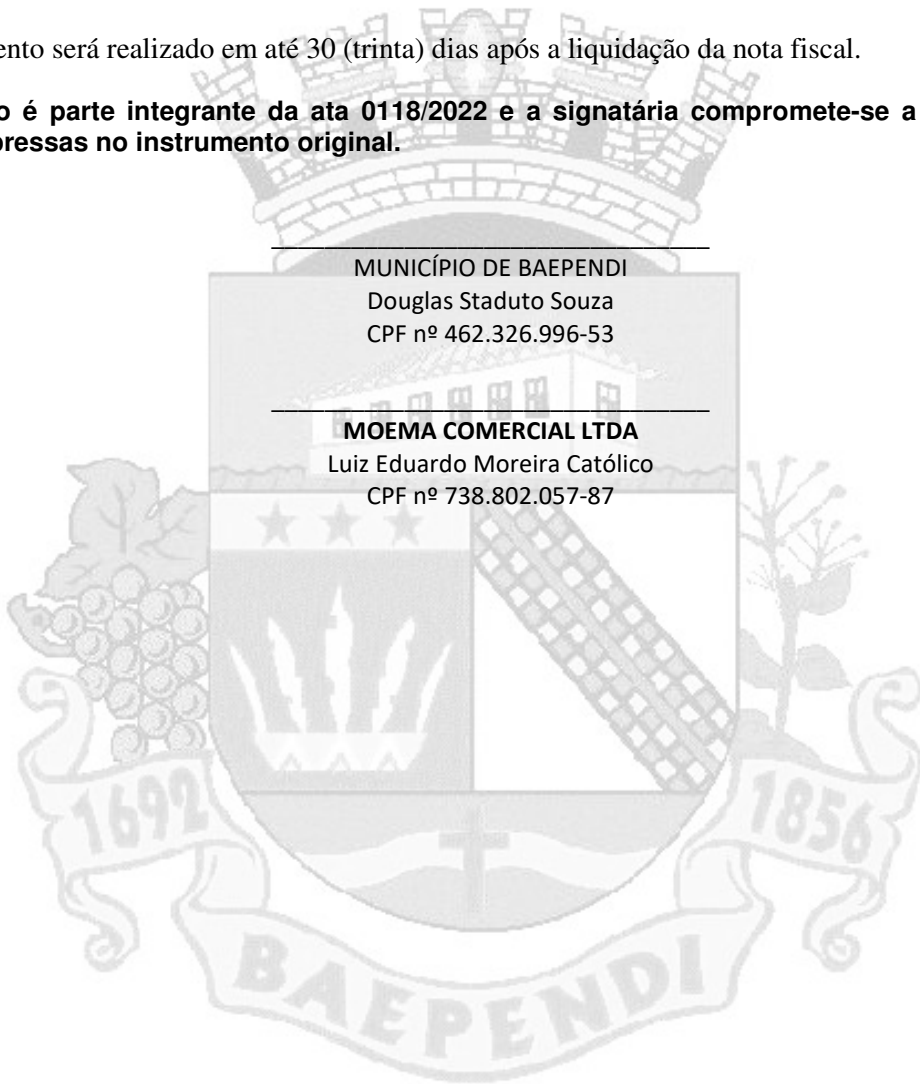 ento será realizado em até 30 (trinta) dias após a liquidação da nota fiscal.
o é parte integrante da ata 0118/2022 e a signatária compromete-se a
pressas no instrumento original.
MUNICÍPIO DE BAEPENDI
Douglas Staduto Souza
CPF nº 462.326.996-53
MOEMA COMERCIAL LTDA
Luiz Eduardo Moreira Católico
CPF nº 738.802.057-87
1692
1856
BAEPENDI